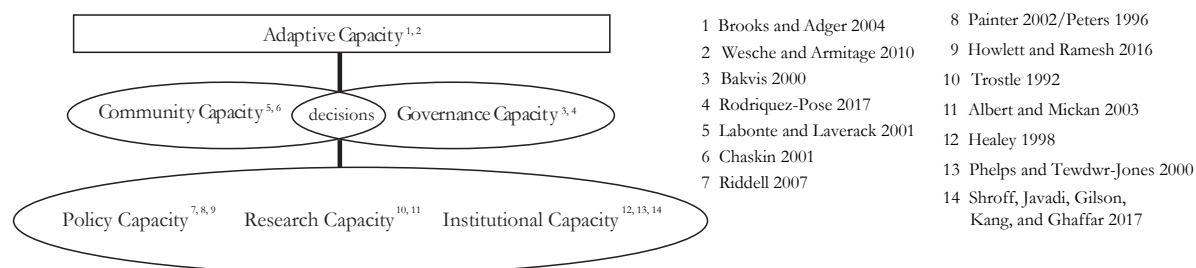 Adaptive Capacity 1, 2
Community Capacity 5, 6
decisions
Governance Capacity 3, 4
Policy Capacity 7, 8, 9
Research Capacity 10, 11
Institutional Capacity 12, 13, 14
1 Brooks and Adger 2004
2 Wesche and Armitage 2010
3 Bakvis 2000
4 Rodriquez-Pose 2017
5 Labonte and Laverack 2001
6 Chaskin 2001
7 Riddell 2007
8 Painter 2002/Peters 1996
9 Howlett and Ramesh 2016
10 Trostle 1992
11 Albert and Mickan 2003
12 Healey 1998
13 Phelps and Tewdwr-Jones 2000
14 Shroff, Javadi, Gilson,
Kang, and Ghaffar 2017